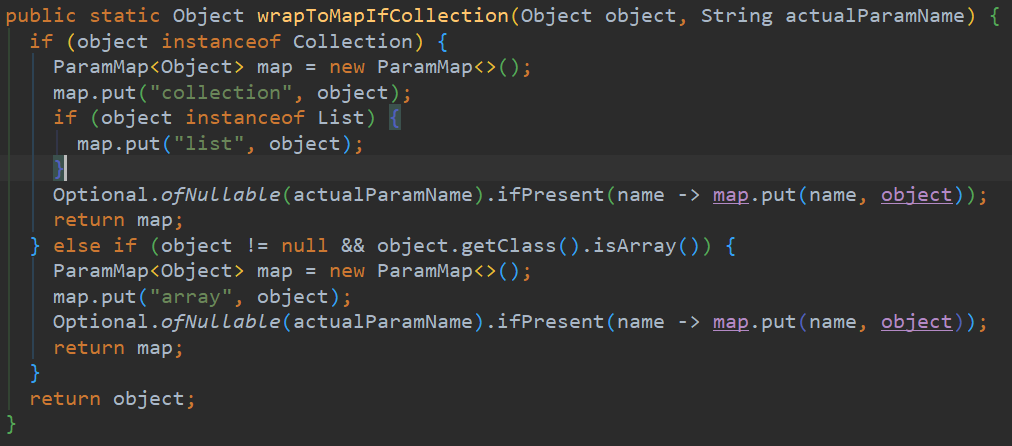 public static Object wrapToMapIfCollection(Object object, String actualParamName) {
  if (object instanceof Collection) {
    ParamMap<Object> map = new ParamMap<>();
    map.put("collection", object);
    if (object instanceof List) {
      map.put("list", object);
    }
    Optional.ofNullable(actualParamName).ifPresent(name -> map.put(name, object));
    return map;
  } else if (object != null && object.getClass().isArray()) {
    ParamMap<Object> map = new ParamMap<>();
    map.put("array", object);
    Optional.ofNullable(actualParamName).ifPresent(name -> map.put(name, object));
    return map;
  }
  return object;
}